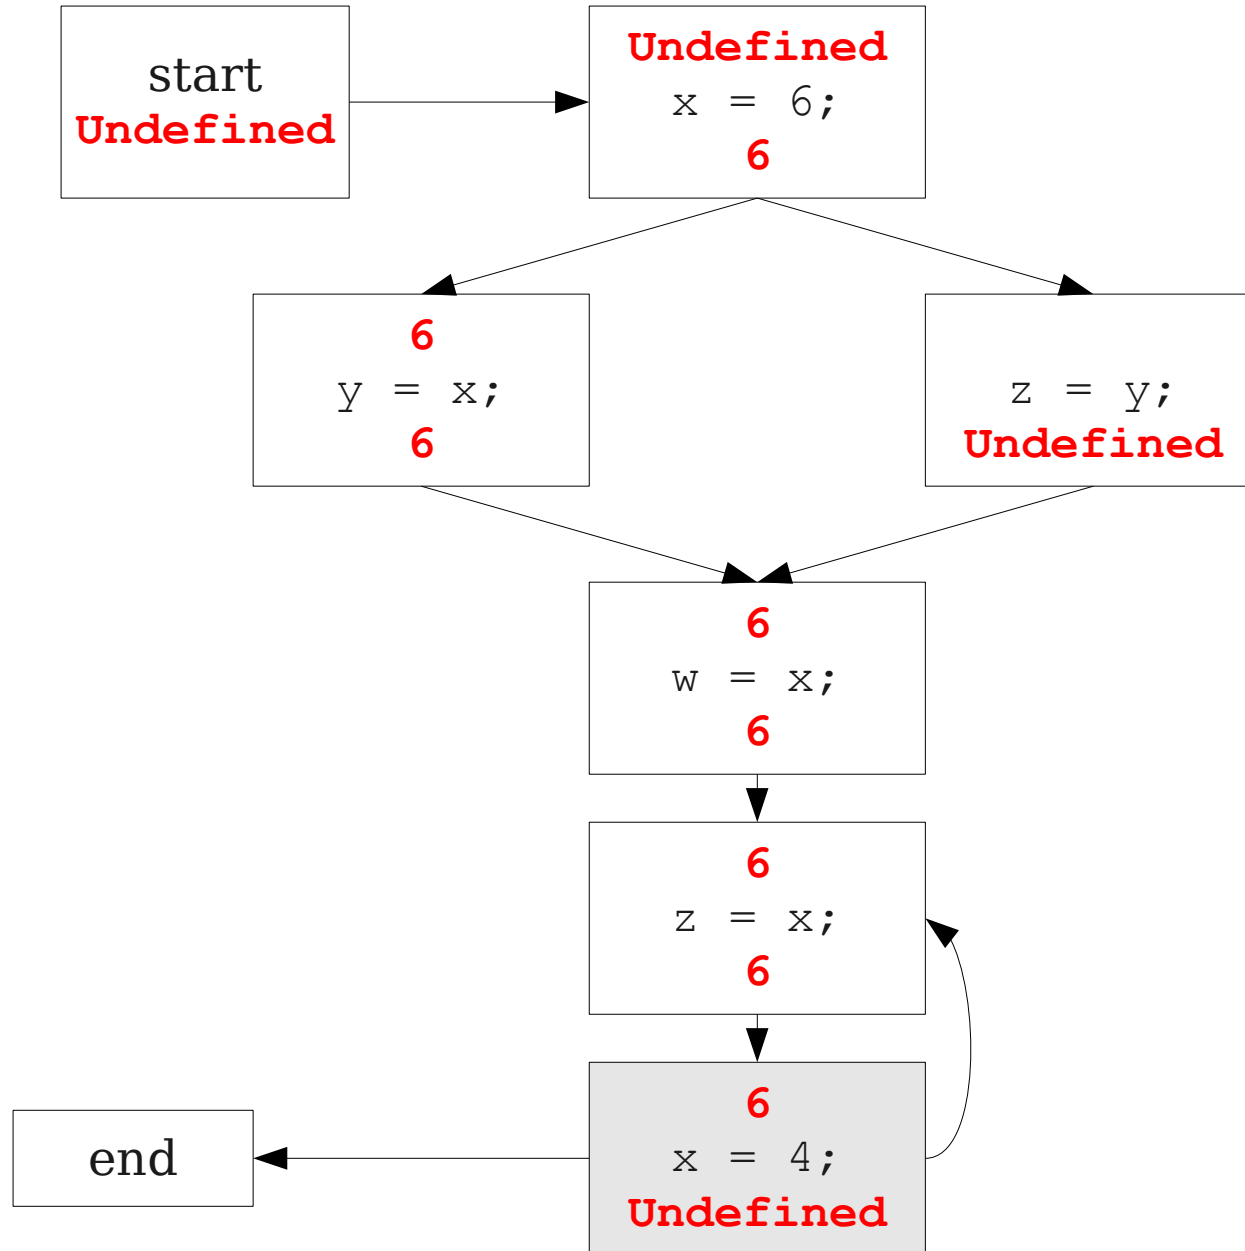 start
Undefined
Undefined
x = 6;
6
6
y = x;
6
z = y;
Undefined
6
w = x;
6
6
z = x;
6
6
x = 4;
Undefined
end